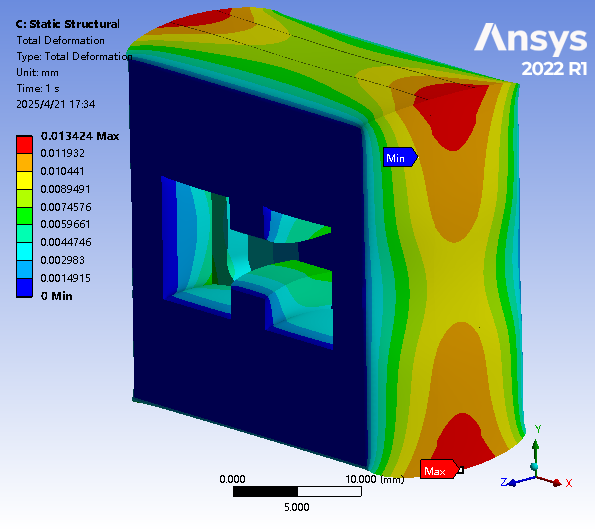 C: Static Structural
Total Deformation
Type: Total Deformation
Unit: mm
Time: 1 s
2025/4/21 17:34
Ansys
2022 R1
0.013424 Max
0.011932
0.010441
0.0089491
0.0074576
0.0059661
0.0044746
0.002983
0.0014915
0 Min
Min
Max
0.000
10.000 (mm)
5.000
Y
Z
X